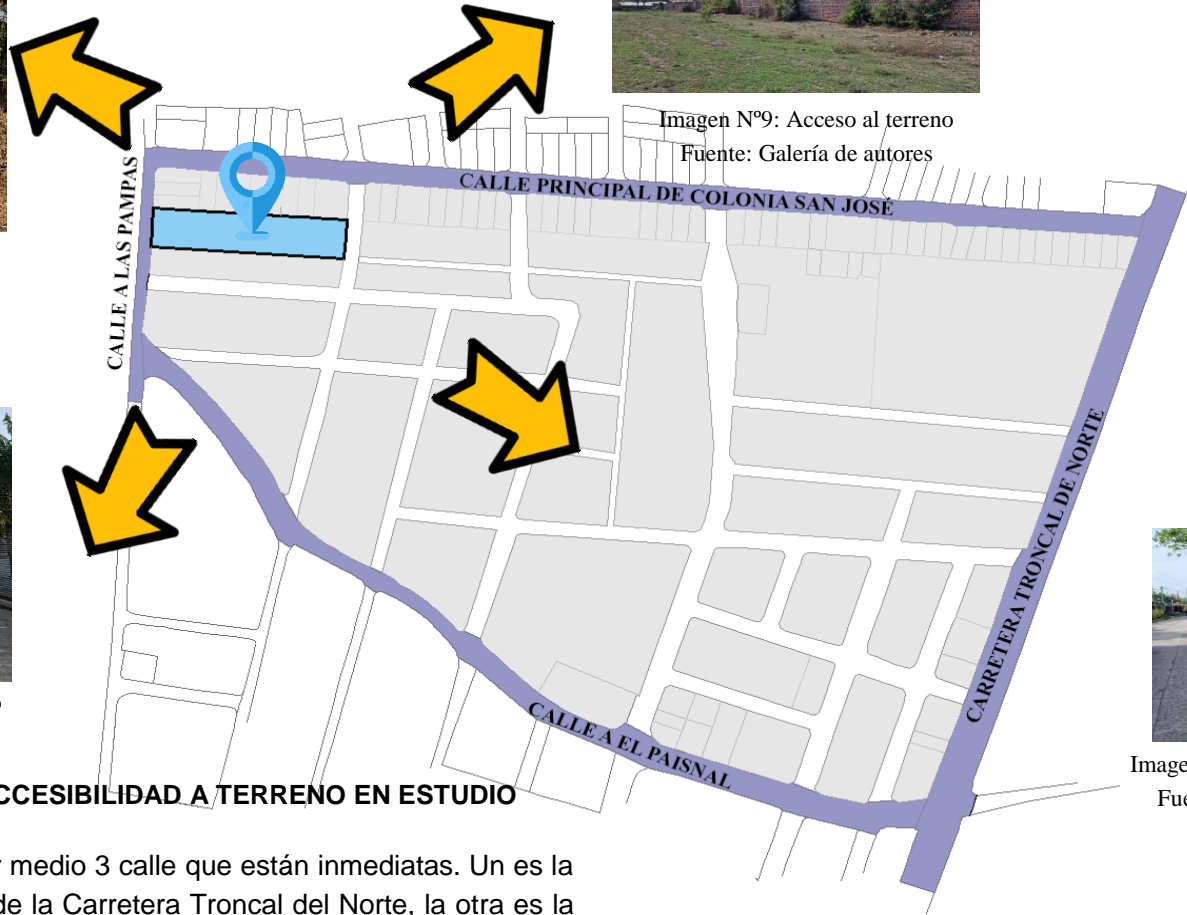 Imagen Nº9: Acceso al terreno
Fuente: Galería de autores
CALLE PRINCIPAL DE COLONIA SAN JOSÉ
CALLE A LAS PAMPAS
CARRETERA TRONCAL DE NORTE
CALLE A EL PAISNAL
Image
Fue
CCESIBILIDAD A TERRENO EN ESTUDIO
r medio 3 calle que están inmediatas. Un es la
de la Carretera Troncal del Norte, la otra es la